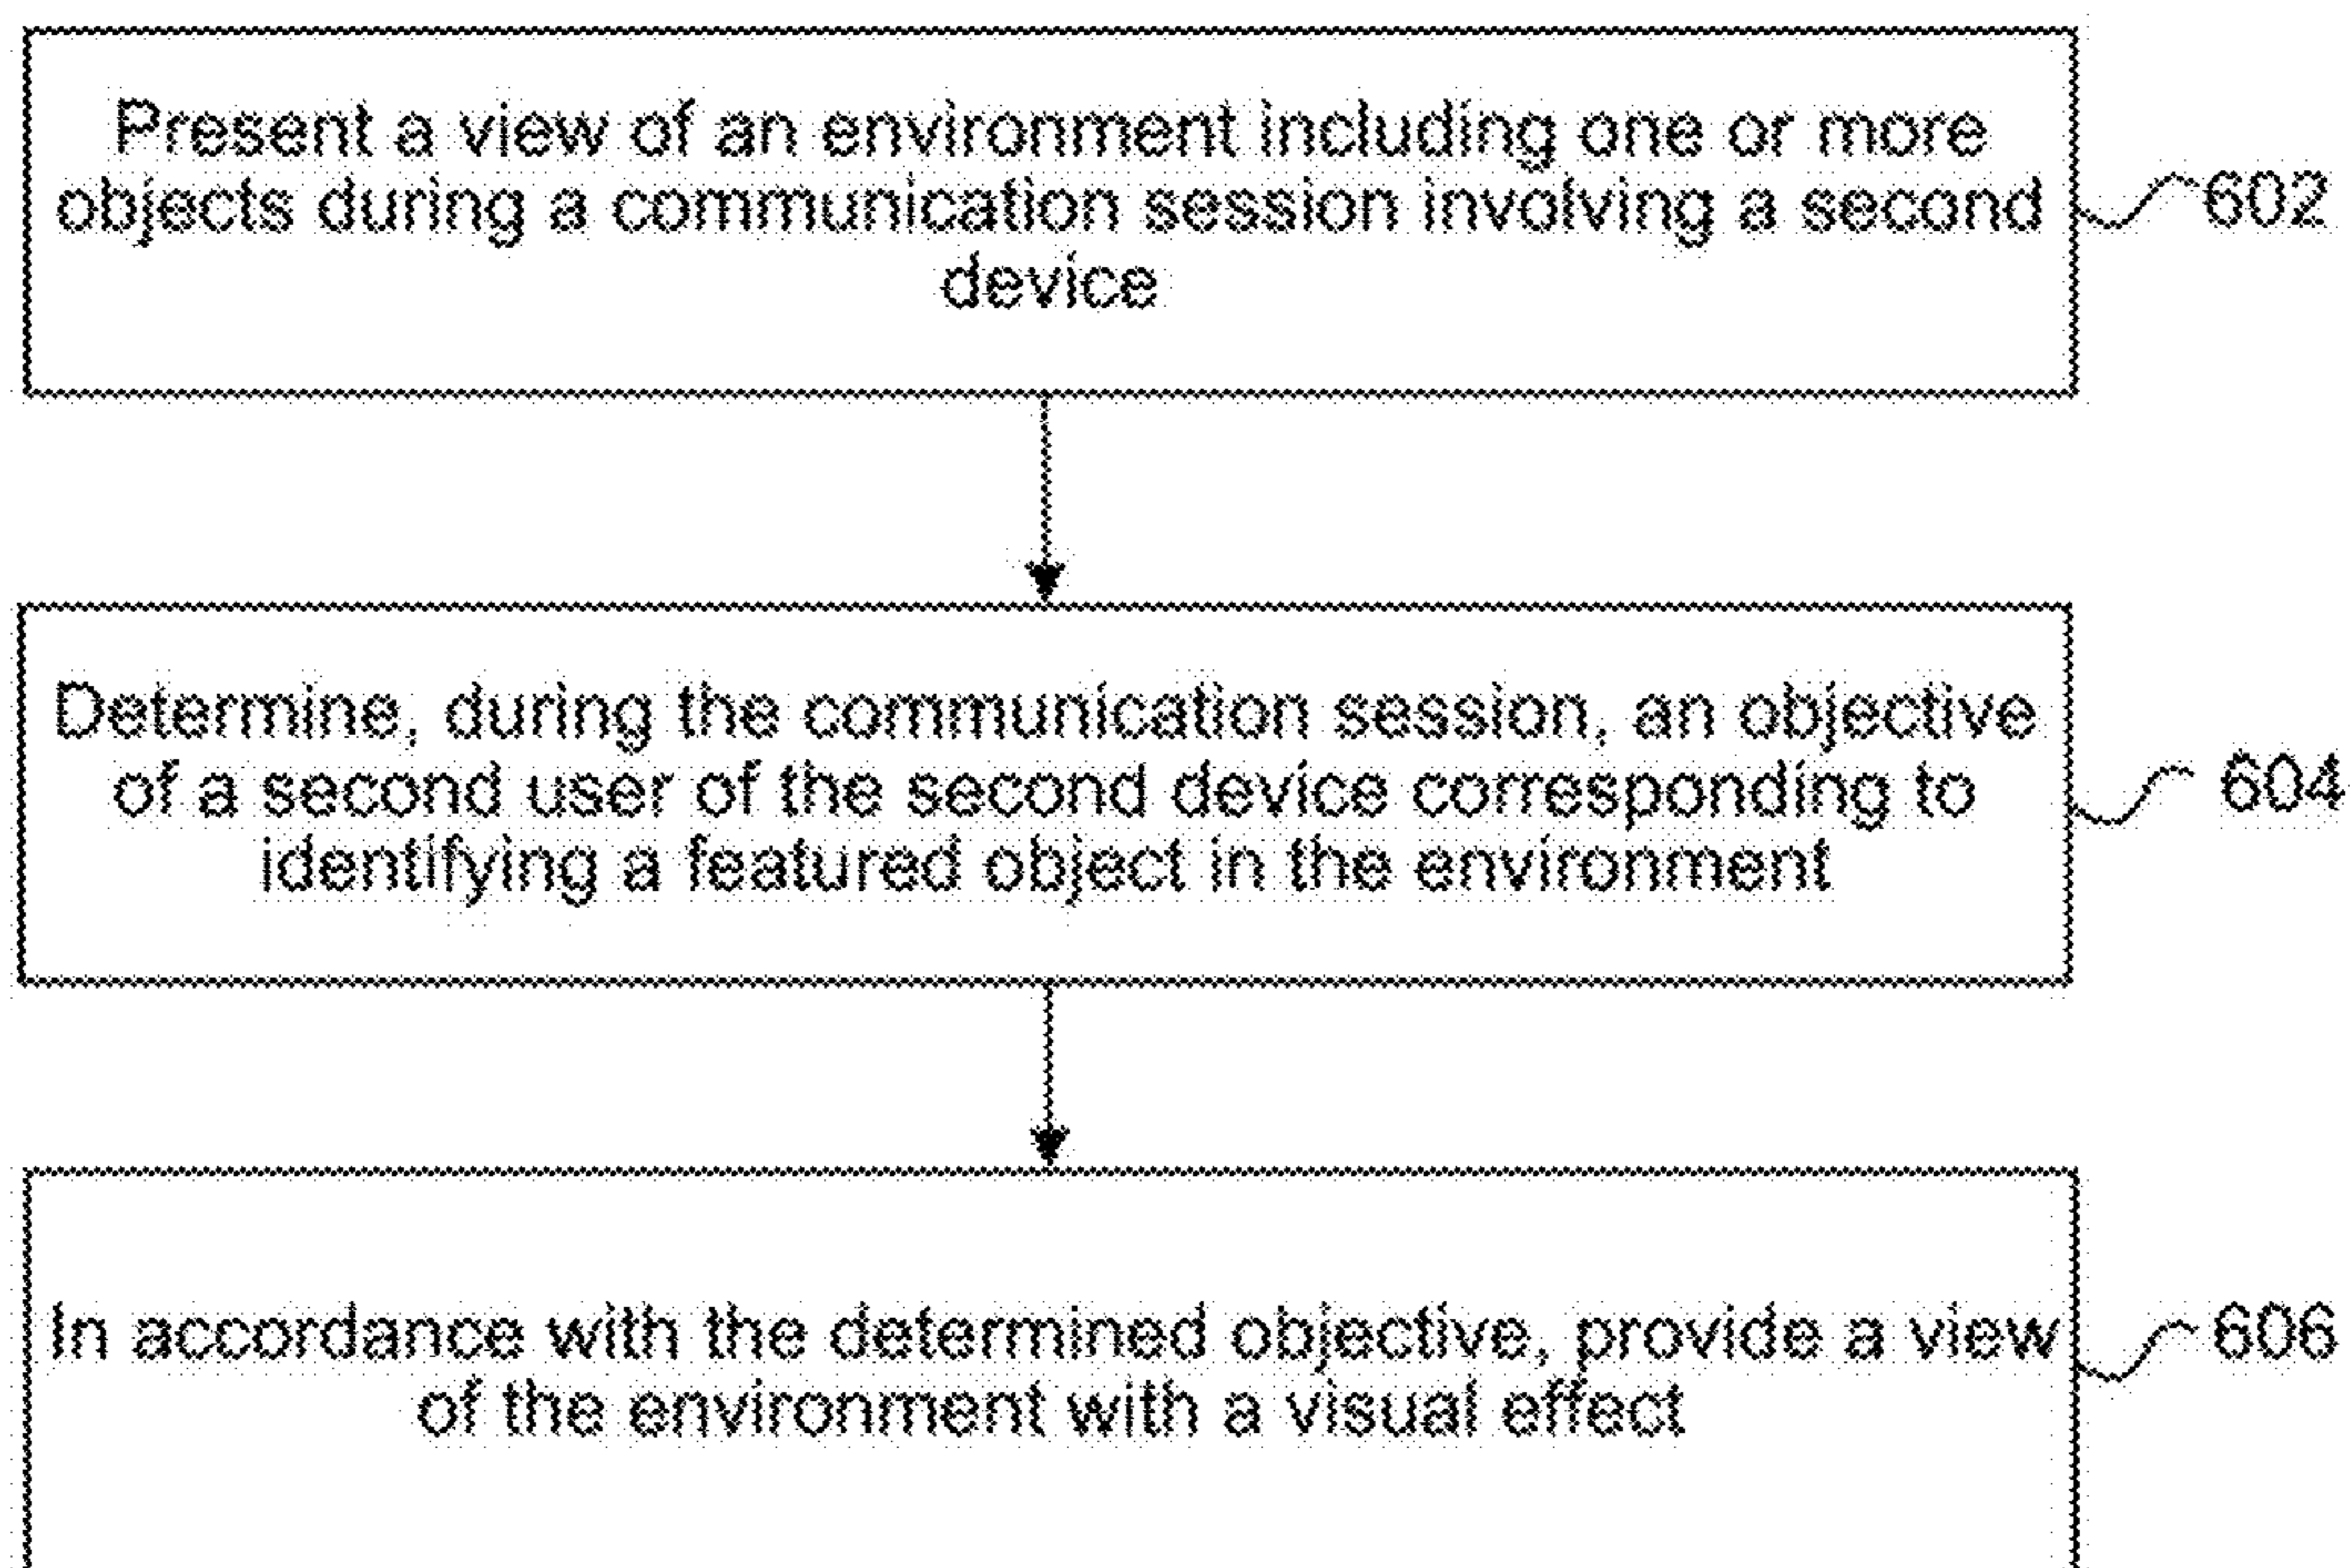 Present a view of an environment including one or more
objects during a communication session involving a second
device
602
Determine, during the communication session, an objective
of a second user of the second device corresponding to
identifying a featured object in the environment
604
In accordance with the determined objective, provide a view
of the environment with a visual effect
606